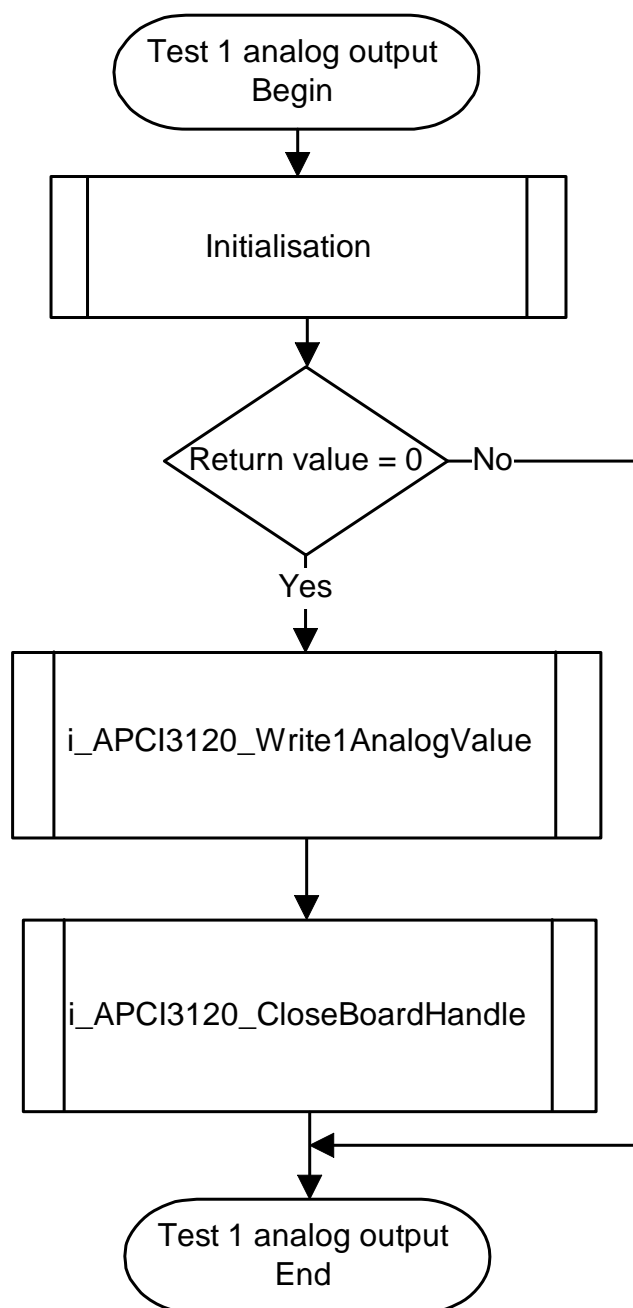 Test 1 analog output
Begin
Initialisation
Return value = 0
No
Yes
i_APCI3120_Write1AnalogValue
i_APCI3120_CloseBoardHandle
Test 1 analog output
End